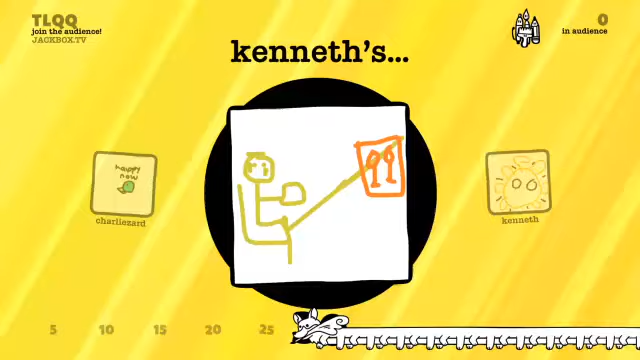 TLQQ
join the audience!
JACKBOX.TV
0
in audience
kenneth's...
happy
now
charliezard
kenneth
5 10 15 20 25